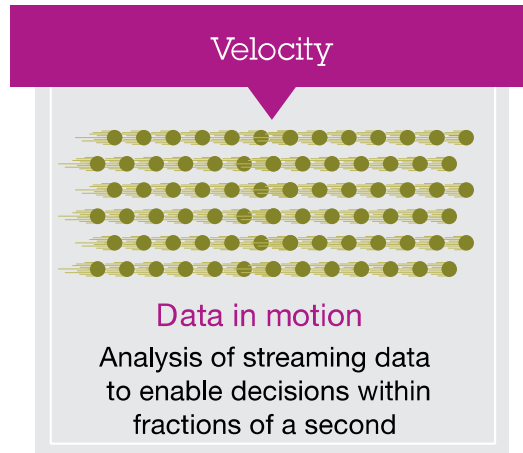 Velocity
Data in motion
Analysis of streaming data
to enable decisions within
fractions of a second